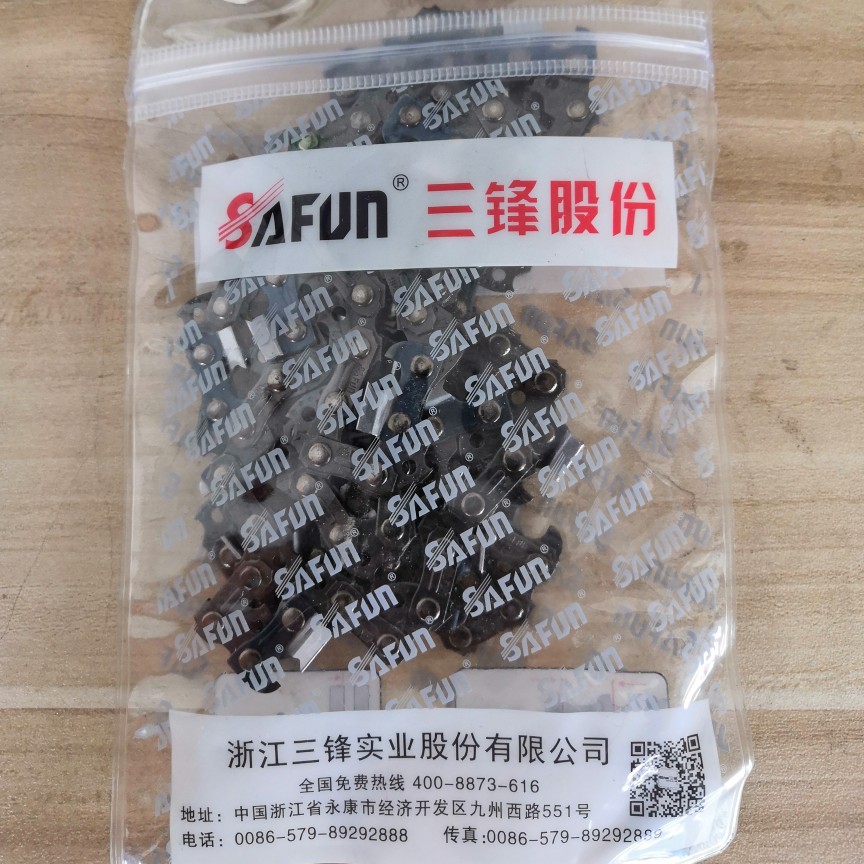 SAFUN® 三锋股份
浙江三锋实业股份有限公司
全国免费热线 400-8873-616
地址：中国浙江省永康市经济开发区九州西路551号
电话：0086-579-89292888 传真:0086-579-89292889